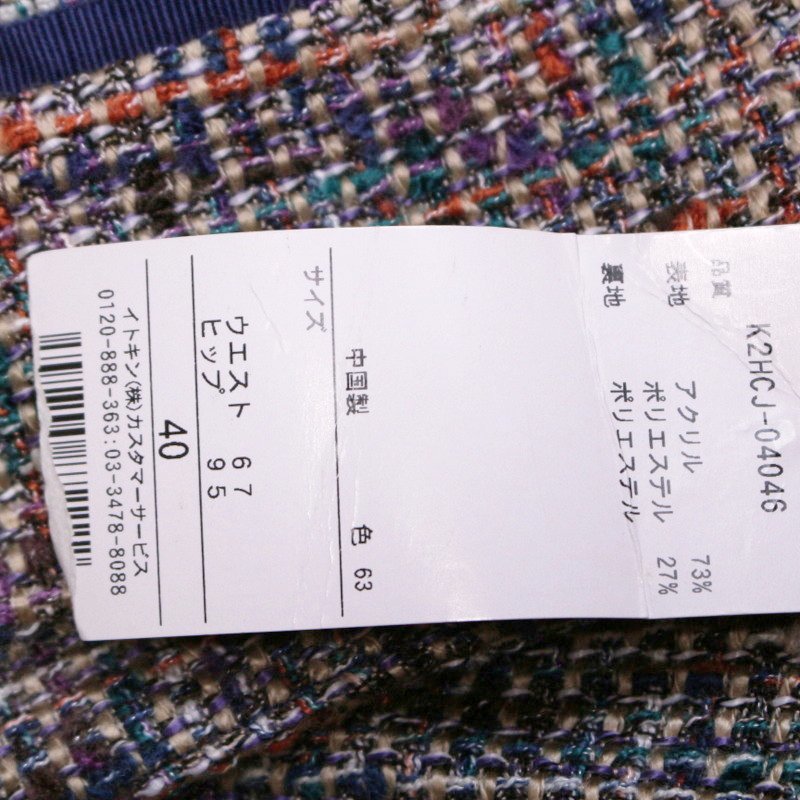 K2HCJ-04046
品質
表地 アクリル 73%
ポリエステル 27%
裏地 ポリエステル
中国製 色 63
サイズ
ウエスト 67
ヒップ 95
40
イトキン(株)カスタマーサービス
0120-888-363:03-3478-8088